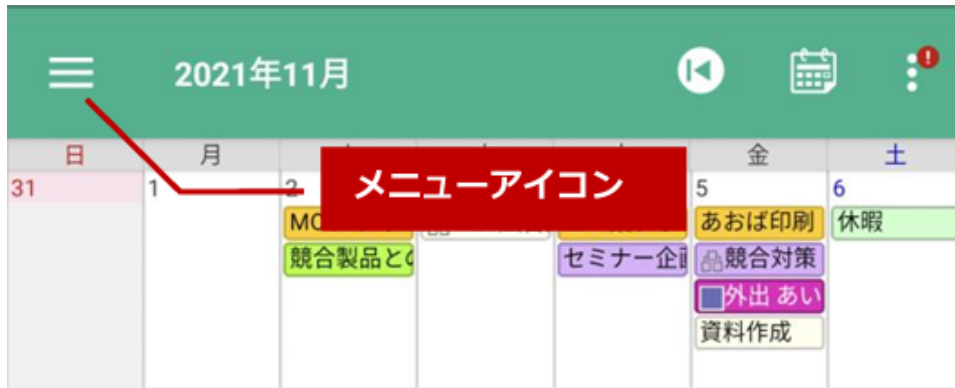 2021年11月
日 月 金 土
メニューアイコン
31 1 2 5 6
MC あおば印刷 休暇
競合製品と セミナー企画 競合対策
外出 あい
資料作成